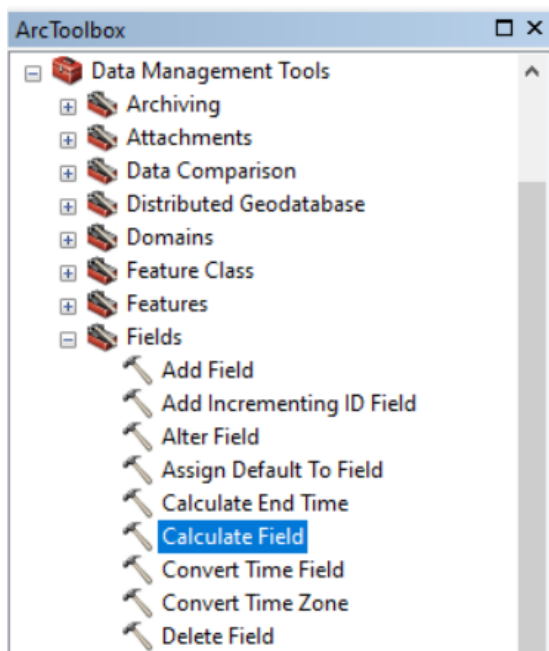 ArcToolbox
Data Management Tools
Archiving
Attachments
Data Comparison
Distributed Geodatabase
Domains
Feature Class
Features
Fields
Add Field
Add Incrementing ID Field
Alter Field
Assign Default To Field
Calculate End Time
Calculate Field
Convert Time Field
Convert Time Zone
Delete Field